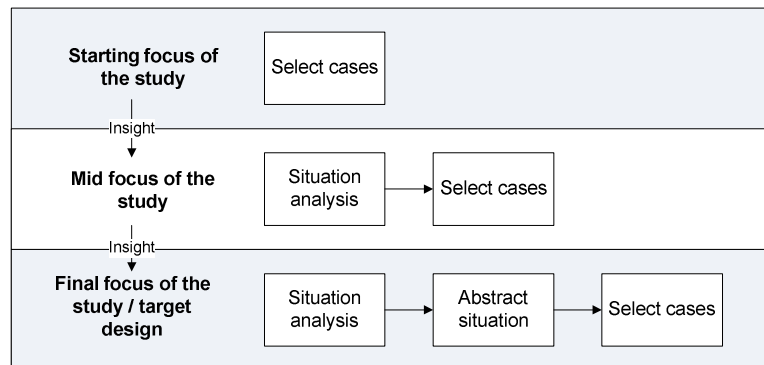 Starting focus of
the study
Select cases
Insight
Mid focus of the
study
Situation
analysis
Select cases
Insight
Final focus of the
study / target
design
Situation
analysis
Abstract
situation
Select cases